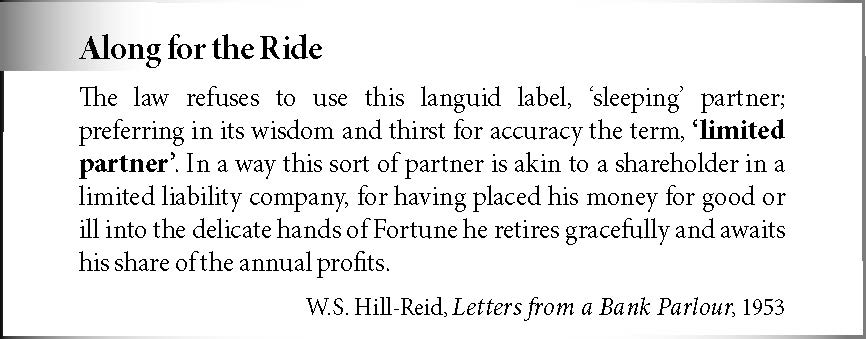 Along for the Ride
The law refuses to use this languid label, ‘sleeping’ partner;
preferring in its wisdom and thirst for accuracy the term, ‘limited
partner’. In a way this sort of partner is akin to a shareholder in a
limited liability company, for having placed his money for good or
ill into the delicate hands of Fortune he retires gracefully and awaits
his share of the annual profits.
W.S. Hill-Reid, Letters from a Bank Parlour, 1953